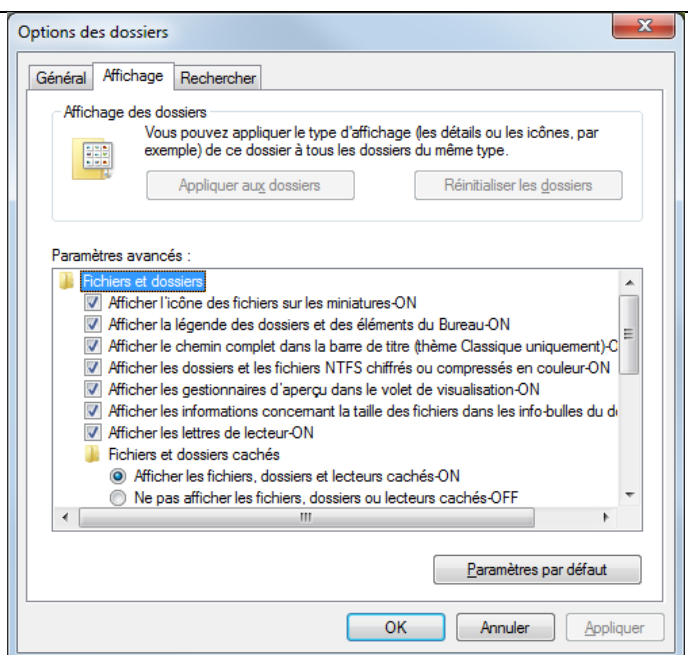 Options des dossiers
Général Affichage Rechercher
Affichage des dossiers
Vous pouvez appliquer le type d'affichage (les détails ou les icônes, par
exemple) de ce dossier à tous les dossiers du même type.
Appliquer aux dossiers Réinitialiser les dossiers
Paramètres avancés :
Fichiers et dossiers
Afficher l'icône des fichiers sur les miniatures-ON
Afficher la légende des dossiers et des éléments du Bureau-ON
Afficher le chemin complet dans la barre de titre (thème Classique uniquement)-O
Afficher les dossiers et les fichiers NTFS chiffrés ou compressés en couleur-ON
Afficher les gestionnaires d'aperçu dans le volet de visualisation-ON
Afficher les informations concernant la taille des fichiers dans les info-bulles du
Afficher les lettres de lecteur-ON
Fichiers et dossiers cachés
Afficher les fichiers, dossiers et lecteurs cachés-ON
Ne pas afficher les fichiers, dossiers ou lecteurs cachés-OFF
Paramètres par défaut
OK Annuler Appliquer